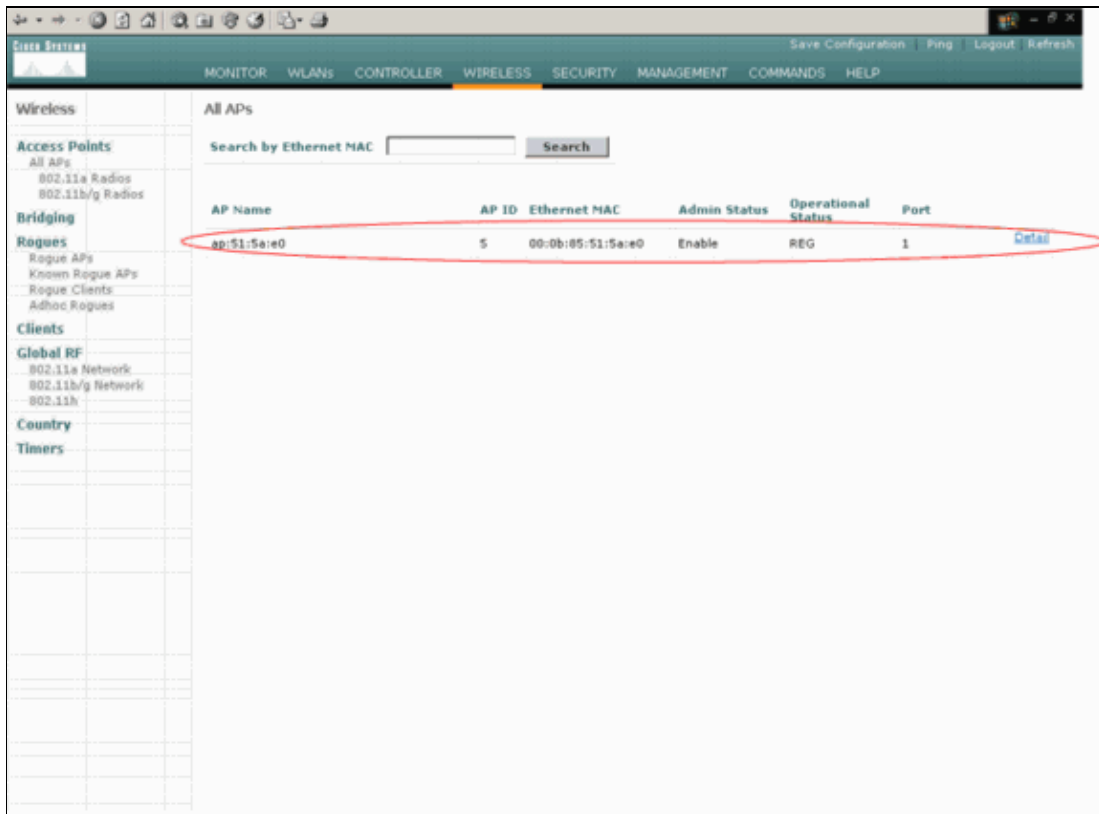 CISCO SYSTEMS
Save Configuration | Ping | Logout | Refresh
MONITOR WLANs CONTROLLER WIRELESS SECURITY MANAGEMENT COMMANDS HELP
Wireless
Access Points
All APs
802.11a Radios
802.11b/g Radios
Bridging
Rogues
Rogue APs
Known Rogue APs
Rogue Clients
Adhoc Rogues
Clients
Global RF
802.11a Network
802.11b/g Network
802.11h
Country
Timers
All APs
Search by Ethernet MAC Search
AP Name AP ID Ethernet MAC Admin Status Operational Status Port
ap:51:5a:e0 5 00:0b:85:51:5a:e0 Enable REG 1 Detail